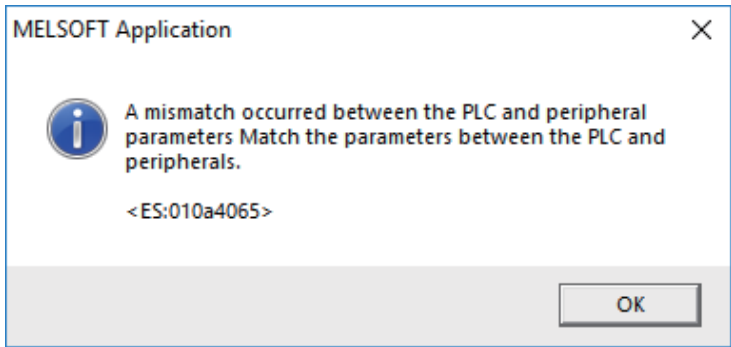 MELSOFT Application
A mismatch occurred between the PLC and peripheral
parameters Match the parameters between the PLC and
peripherals.
<ES:010a4065>
OK